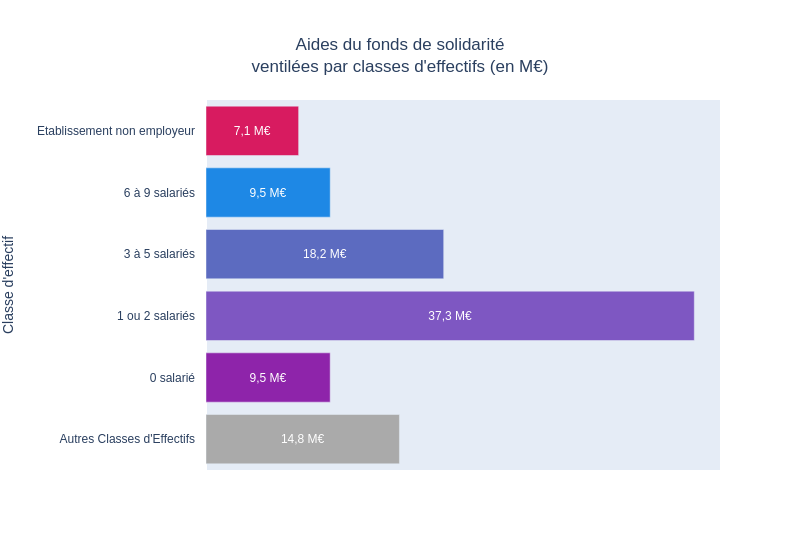 Aides du fonds de solidarité
ventilées par classes d'effectifs (en M€)
Classe d'effectif
Etablissement non employeur
7,1 M€
6 à 9 salariés
9,5 M€
3 à 5 salariés
18,2 M€
1 ou 2 salariés
37,3 M€
0 salarié
9,5 M€
Autres Classes d'Effectifs
14,8 M€